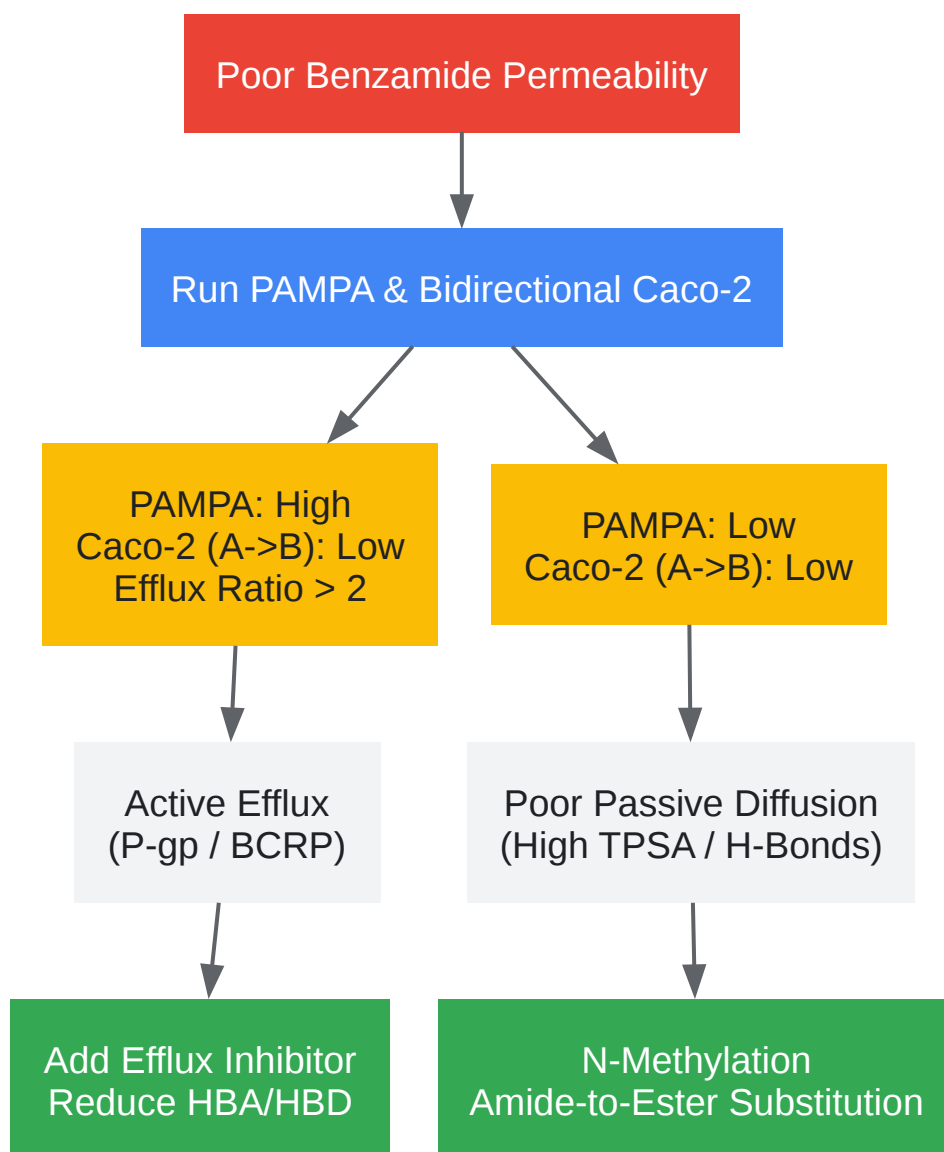 Poor Benzamide Permeability
Run PAMPA & Bidirectional Caco-2
PAMPA: High
Caco-2 (A->B): Low
Efflux Ratio > 2
PAMPA: Low
Caco-2 (A->B): Low
Active Efflux
(P-gp / BCRP)
Poor Passive Diffusion
(High TPSA / H-Bonds)
Add Efflux Inhibitor
Reduce HBA/HBD
N-Methylation
Amide-to-Ester Substitution